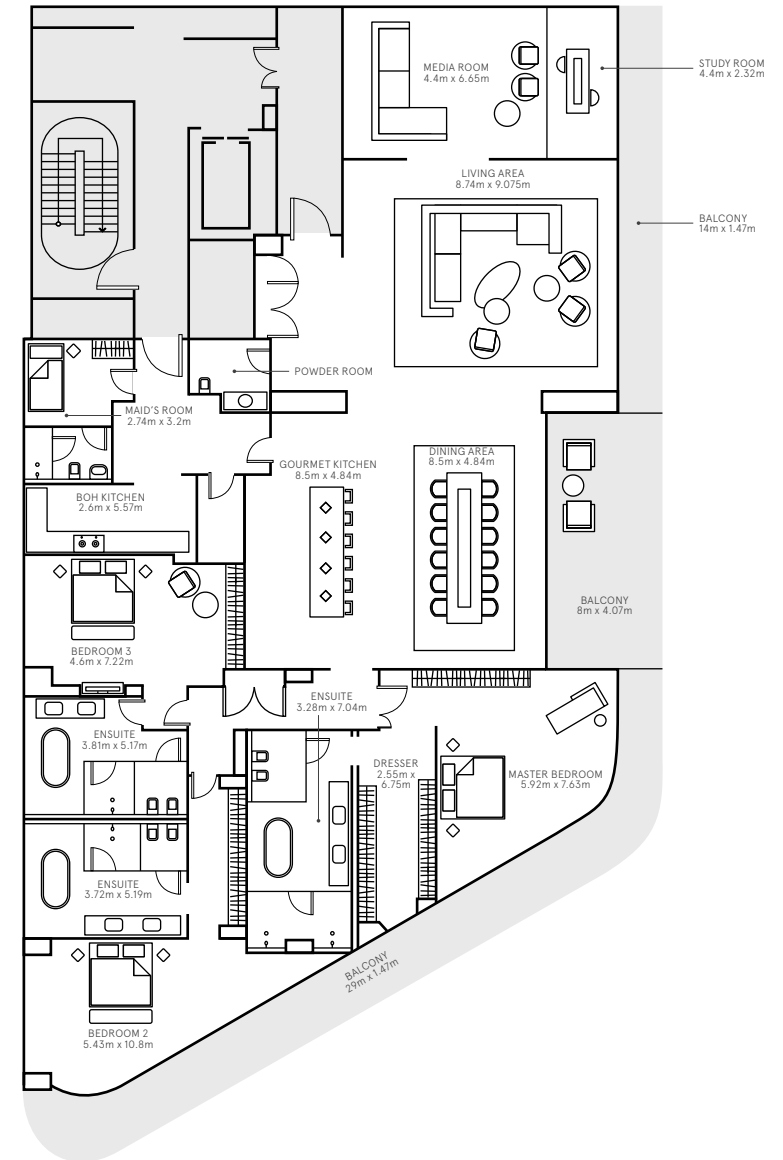 MEDIA ROOM
4.4m x 6.65m
STUDY ROOM
4.4m x 2.32m
LIVING AREA
8.74m x 9.075m
BALCONY
14m x 1.47m
POWDER ROOM
MAID'S ROOM
2.74m x 3.2m
GOURMET KITCHEN
8.5m x 4.84m
DINING AREA
8.5m x 4.84m
BOH KITCHEN
2.6m x 5.57m
BALCONY
8m x 4.07m
BEDROOM 3
4.6m x 7.22m
ENSUITE
3.28m x 7.04m
ENSUITE
3.81m x 5.17m
DRESSER
2.55m x
6.75m
MASTER BEDROOM
5.92m x 7.63m
ENSUITE
3.72m x 5.19m
BALCONY
29m x 1.47m
BEDROOM 2
5.43m x 10.8m